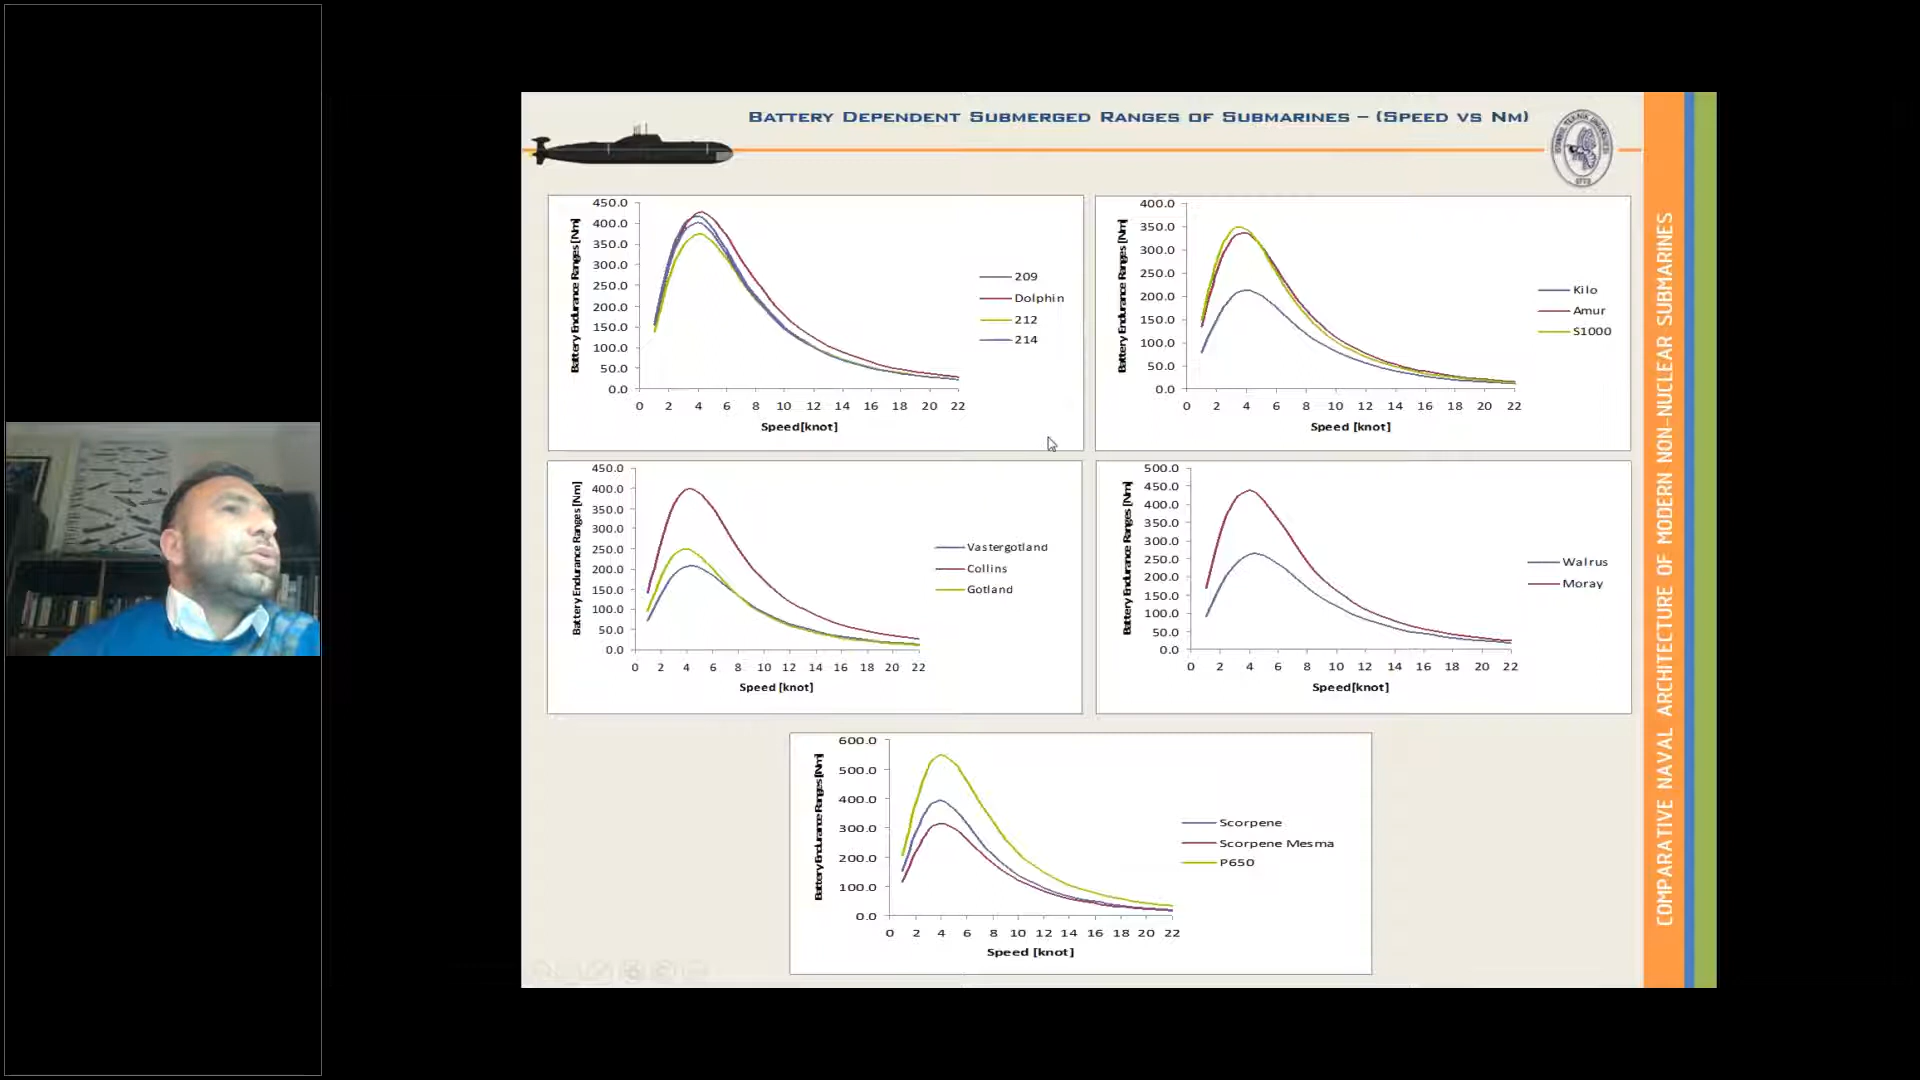 BATTERY DEPENDENT SUBMERGED RANGES OF SUBMARINES – (SPEED VS NM)
COMPARATIVE NAVAL ARCHITECTURE OF MODERN NON-NUCLEAR SUBMARINES
Battery Endurance Ranges [Nm]
450.0
400.0
350.0
300.0
250.0
200.0
150.0
100.0
50.0
0.0
0 2 4 6 8 10 12 14 16 18 20 22
Speed[knot]
209
Dolphin
212
214
Battery Endurance Ranges [Nm]
400.0
350.0
300.0
250.0
200.0
150.0
100.0
50.0
0.0
0 2 4 6 8 10 12 14 16 18 20 22
Speed [knot]
Kilo
Amur
S1000
Battery Endurance Ranges [Nm]
450.0
400.0
350.0
300.0
250.0
200.0
150.0
100.0
50.0
0.0
0 2 4 6 8 10 12 14 16 18 20 22
Speed [knot]
Vastergotland
Collins
Gotland
Battery Endurance Ranges [Nm]
500.0
450.0
400.0
350.0
300.0
250.0
200.0
150.0
100.0
50.0
0.0
0 2 4 6 8 10 12 14 16 18 20 22
Speed[knot]
Walrus
Moray
Battery Endurance Ranges [Nm]
600.0
500.0
400.0
300.0
200.0
100.0
0.0
0 2 4 6 8 10 12 14 16 18 20 22
Speed [knot]
Scorpene
Scorpene Mesma
P650